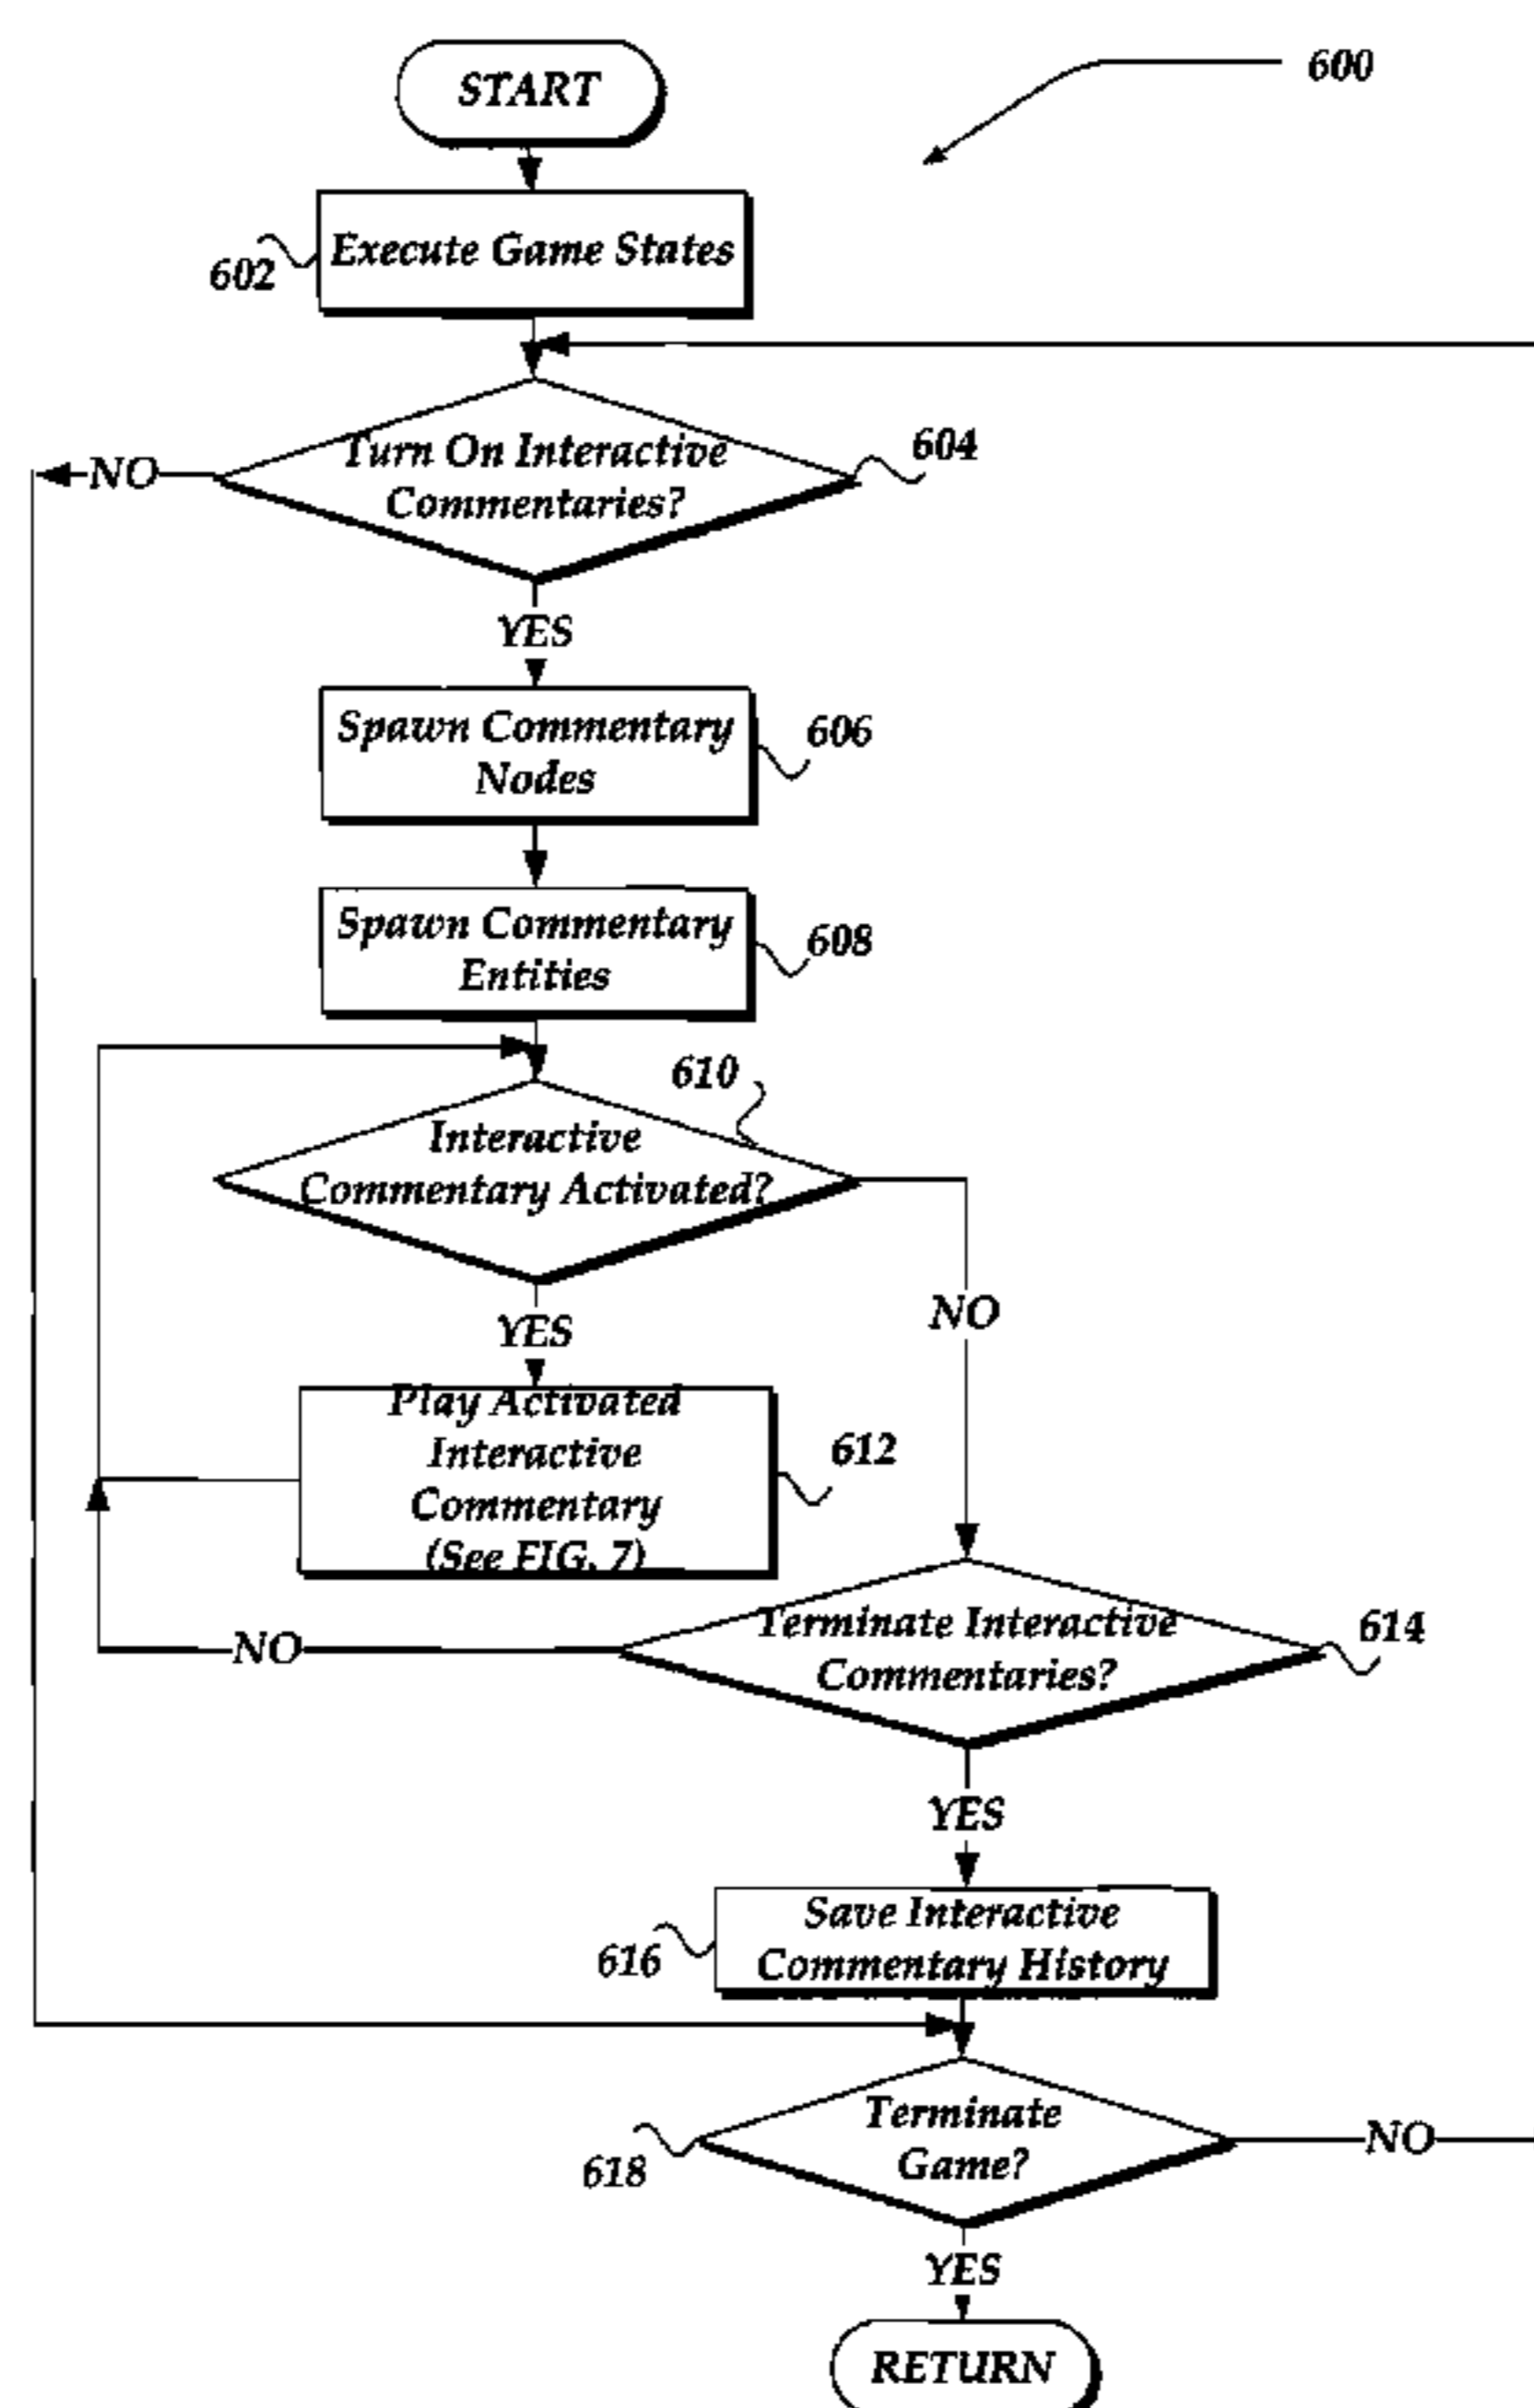 START
600
Execute Game States
602
Turn On Interactive
Commentaries?
604
NO
YES
Spawn Commentary
Nodes
606
Spawn Commentary
Entities
608
610
Interactive
Commentary Activated?
YES
NO
Play Activated
Interactive
Commentary
(See FIG. 7)
612
Terminate Interactive
Commentaries?
614
NO
YES
Save Interactive
Commentary History
616
Terminate
Game?
618
NO
YES
RETURN